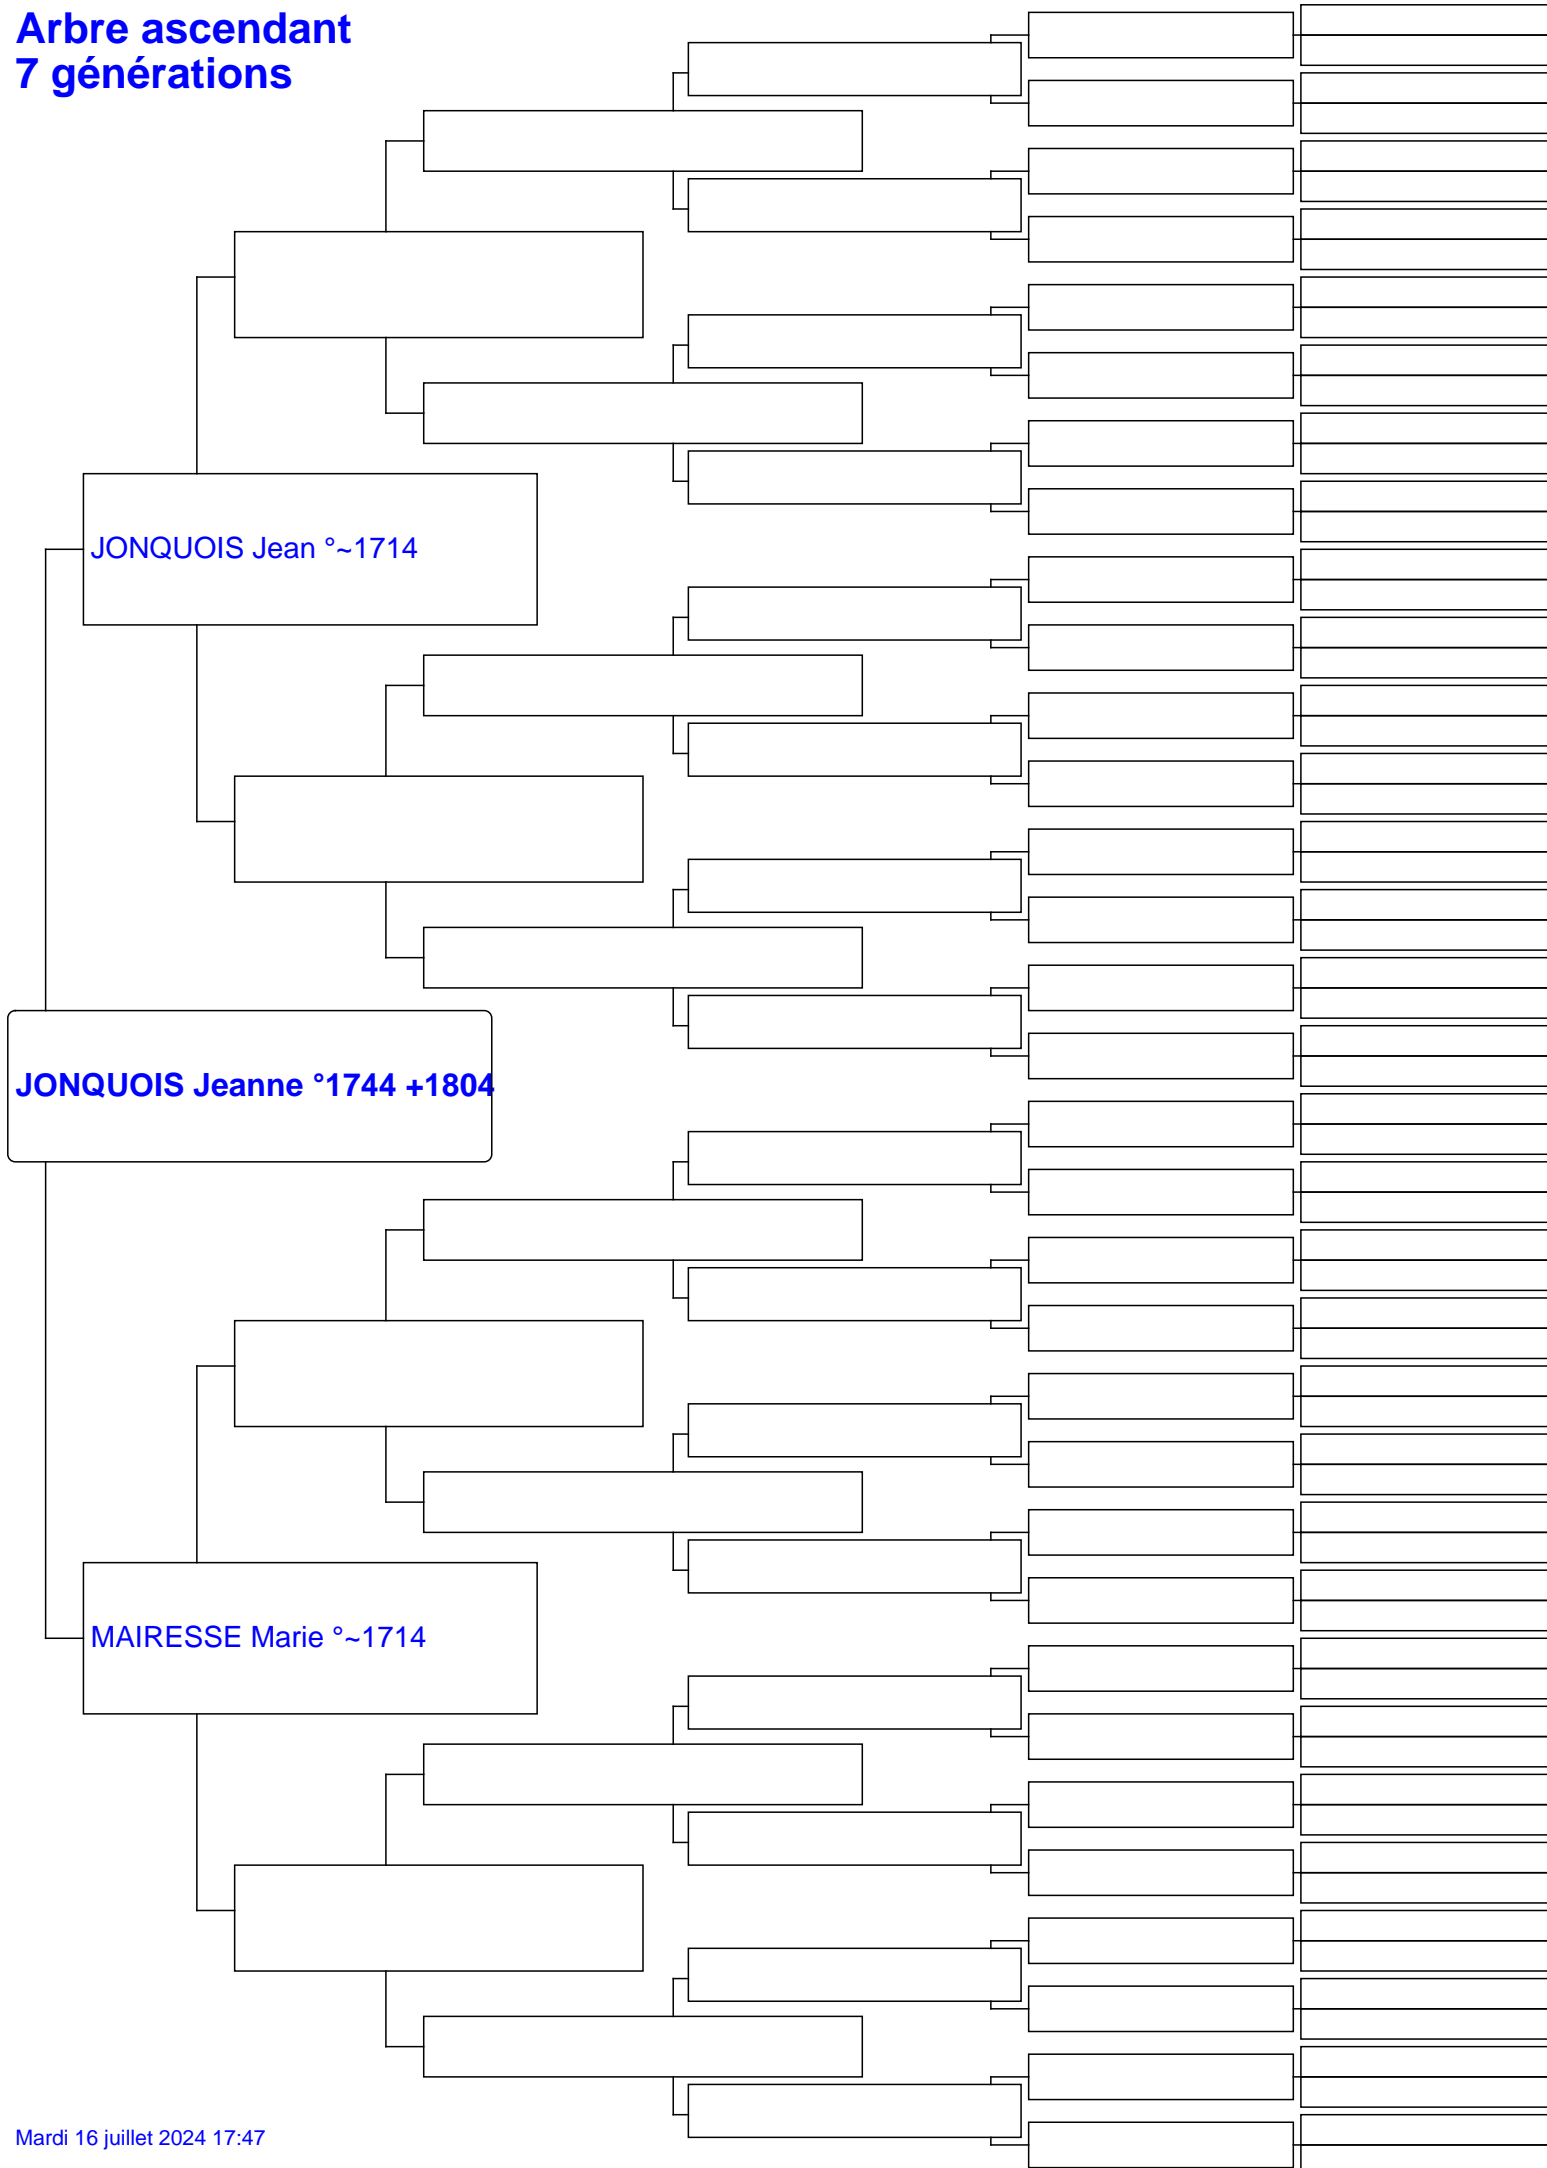 Arbre ascendant
7 générations
JONQUOIS Jean °~1714
JONQUOIS Jeanne °1744 +1804
MAIRESSE Marie °~1714
Mardi 16 juillet 2024 17:47